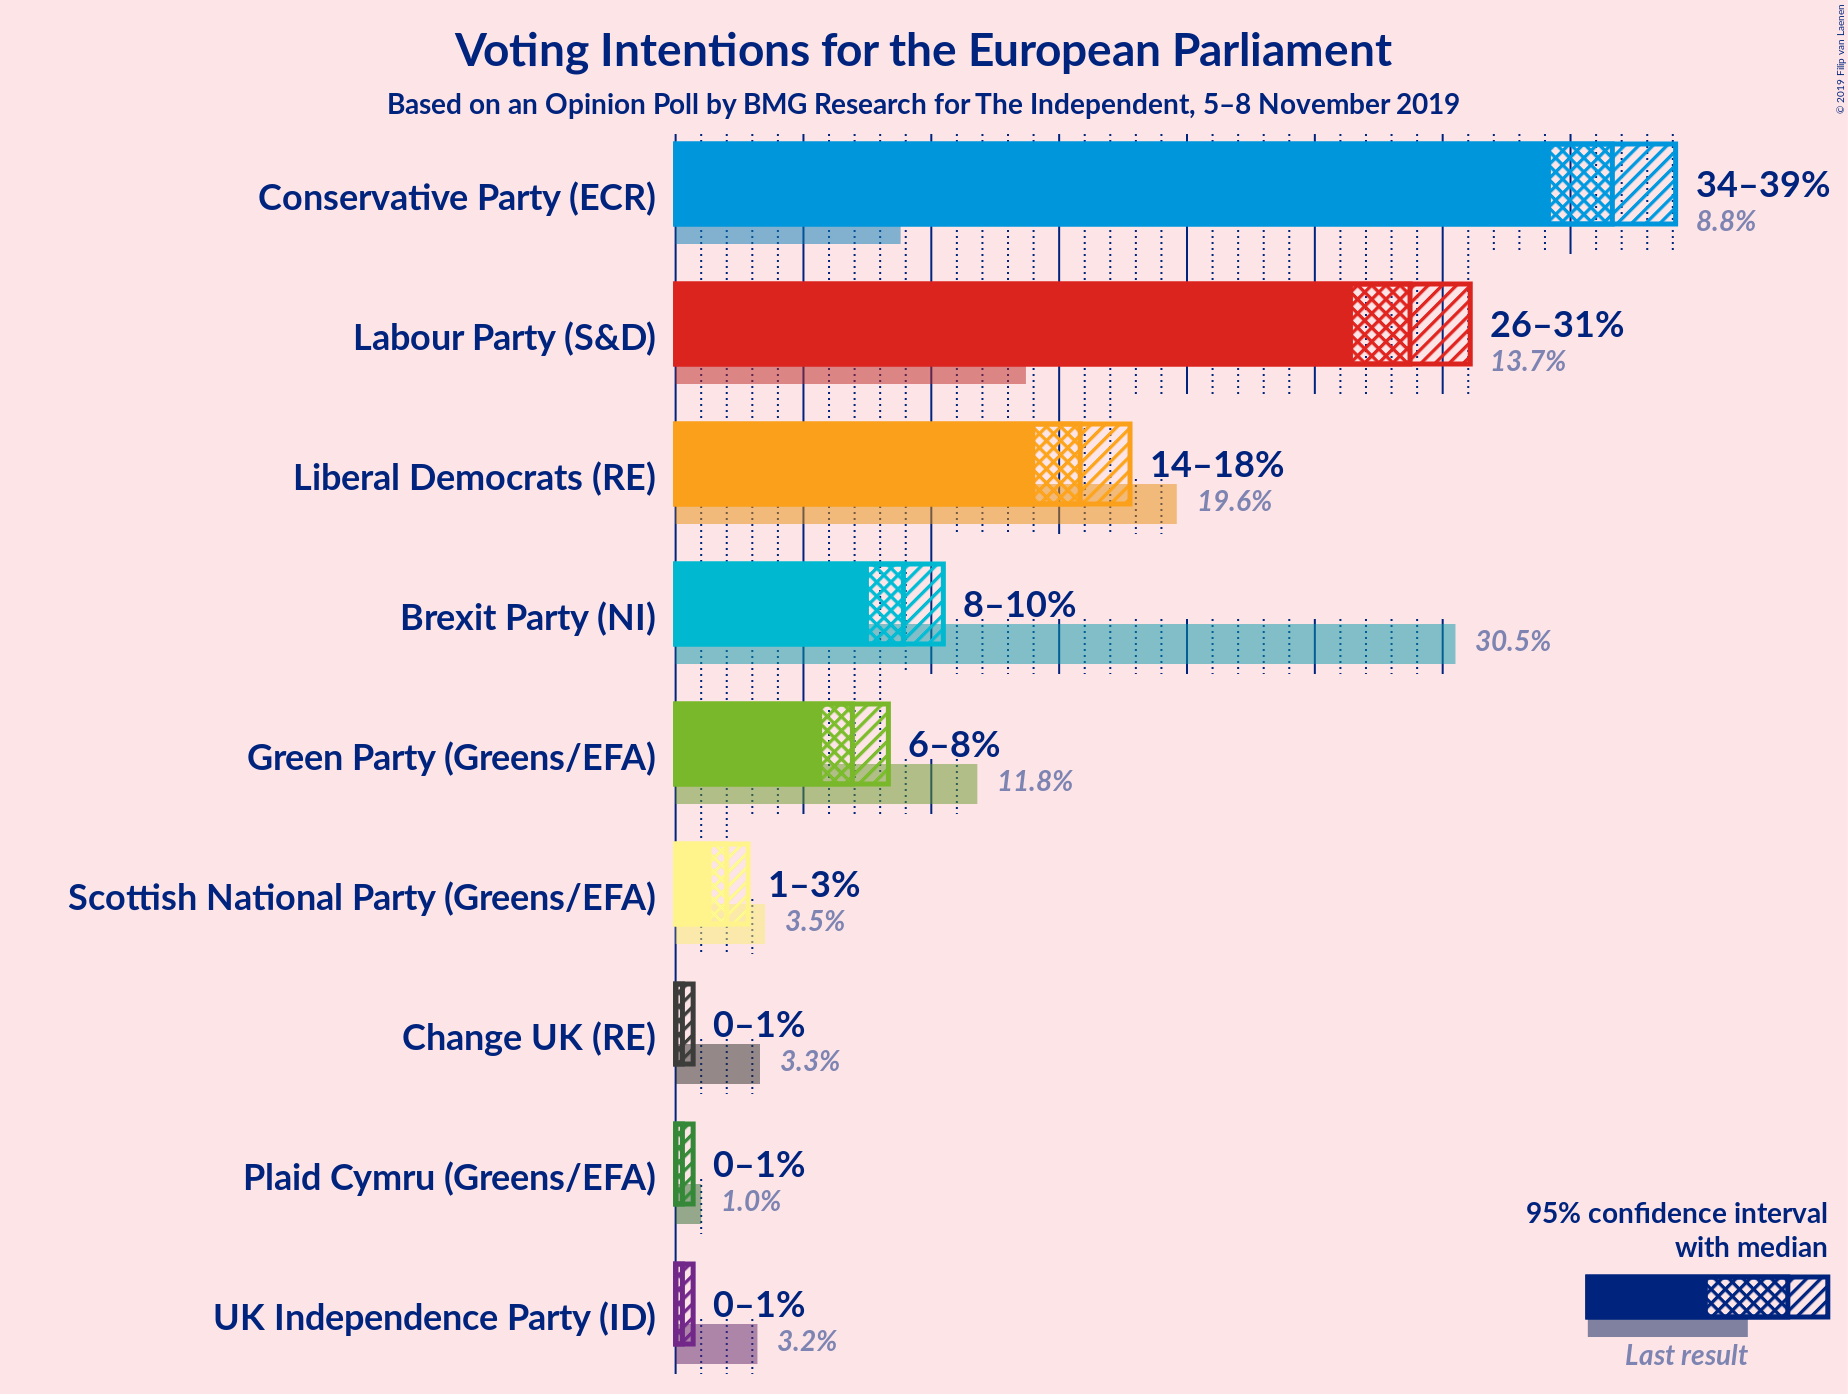 Voting Intentions for the European Parliament
Based on an Opinion Poll by BMG Research for The Independent, 5–8 November 2019
© 2019 Filip van Laenen
Conservative Party (ECR)
34–39%
8.8%
Labour Party (S&D)
26–31%
13.7%
Liberal Democrats (RE)
14–18%
19.6%
Brexit Party (NI)
8–10%
30.5%
Green Party (Greens/EFA)
6–8%
11.8%
Scottish National Party (Greens/EFA)
1–3%
3.5%
Change UK (RE)
0–1%
3.3%
Plaid Cymru (Greens/EFA)
0–1%
1.0%
UK Independence Party (ID)
0–1%
3.2%
95% confidence interval
with median
Last result